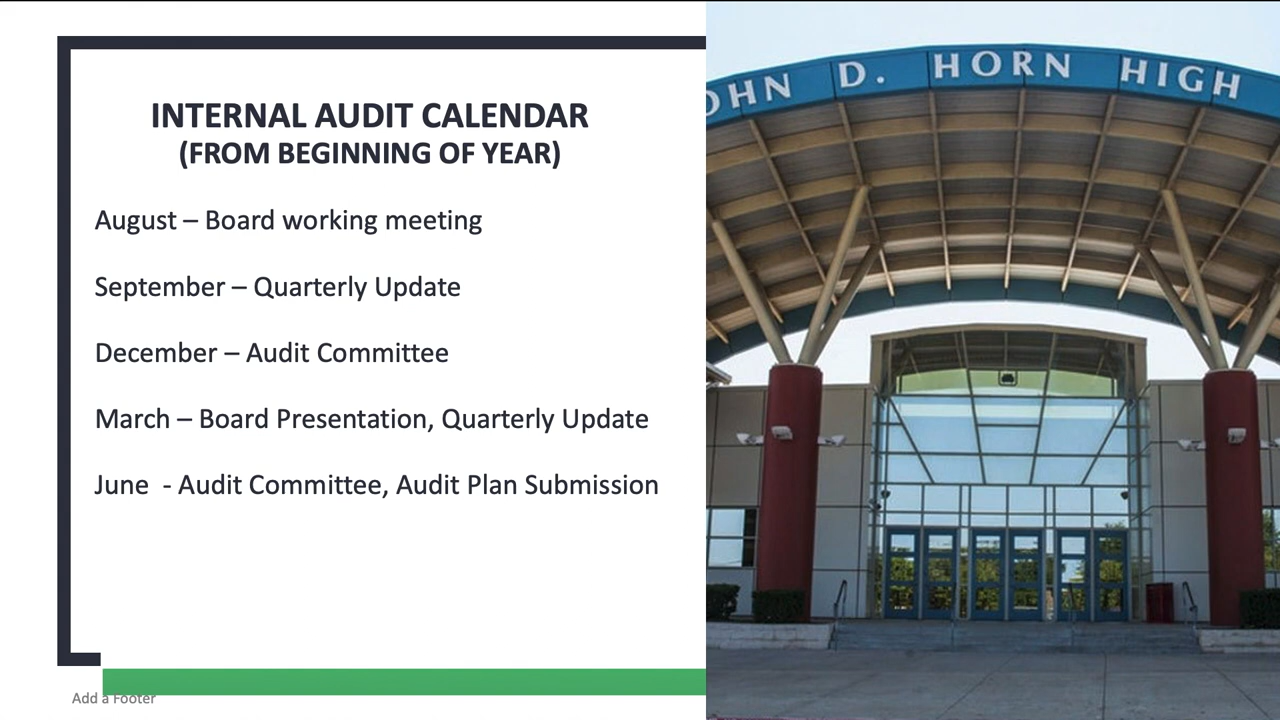 INTERNAL AUDIT CALENDAR
(FROM BEGINNING OF YEAR)
August – Board working meeting
September – Quarterly Update
December – Audit Committee
March – Board Presentation, Quarterly Update
June  - Audit Committee, Audit Plan Submission
Add a Footer
OHN D. HORN HIGH